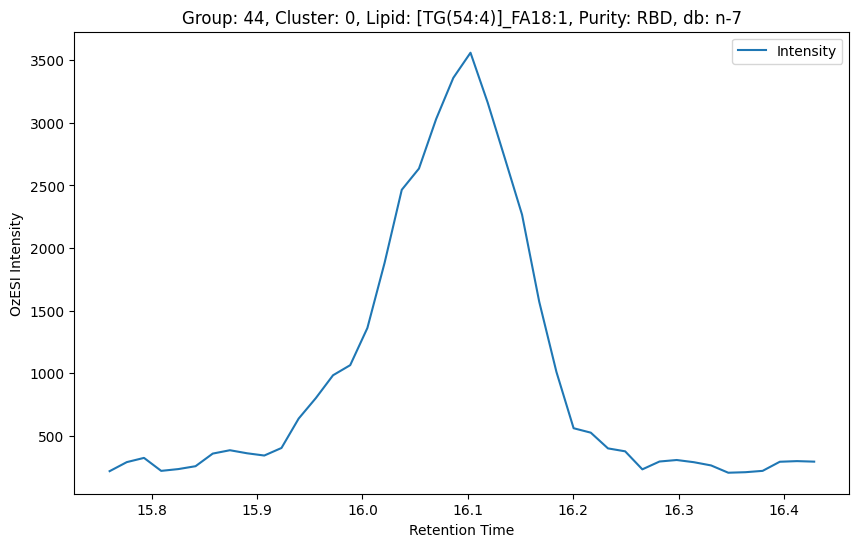 Group: 44, Cluster: 0, Lipid: [TG(54:4)]_FA18:1, Purity: RBD, db: n-7
Intensity
3500
3000
2500
2000
1500
1000
500
OzESI Intensity
15.8 15.9 16.0 16.1 16.2 16.3 16.4
Retention Time